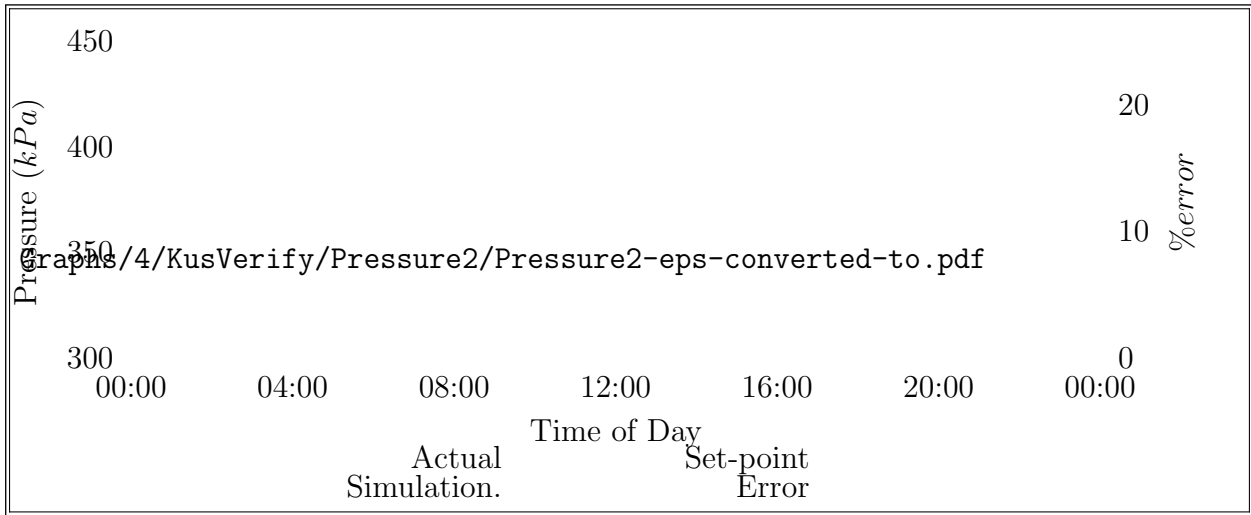 450
400
350
300
Pressure (kPa)
20
10
0
%error
Graphs/4/KusVerify/Pressure2/Pressure2-eps-converted-to.pdf
00:00 04:00 08:00 12:00 16:00 20:00 00:00
Time of Day
Actual Set-point
Simulation. Error